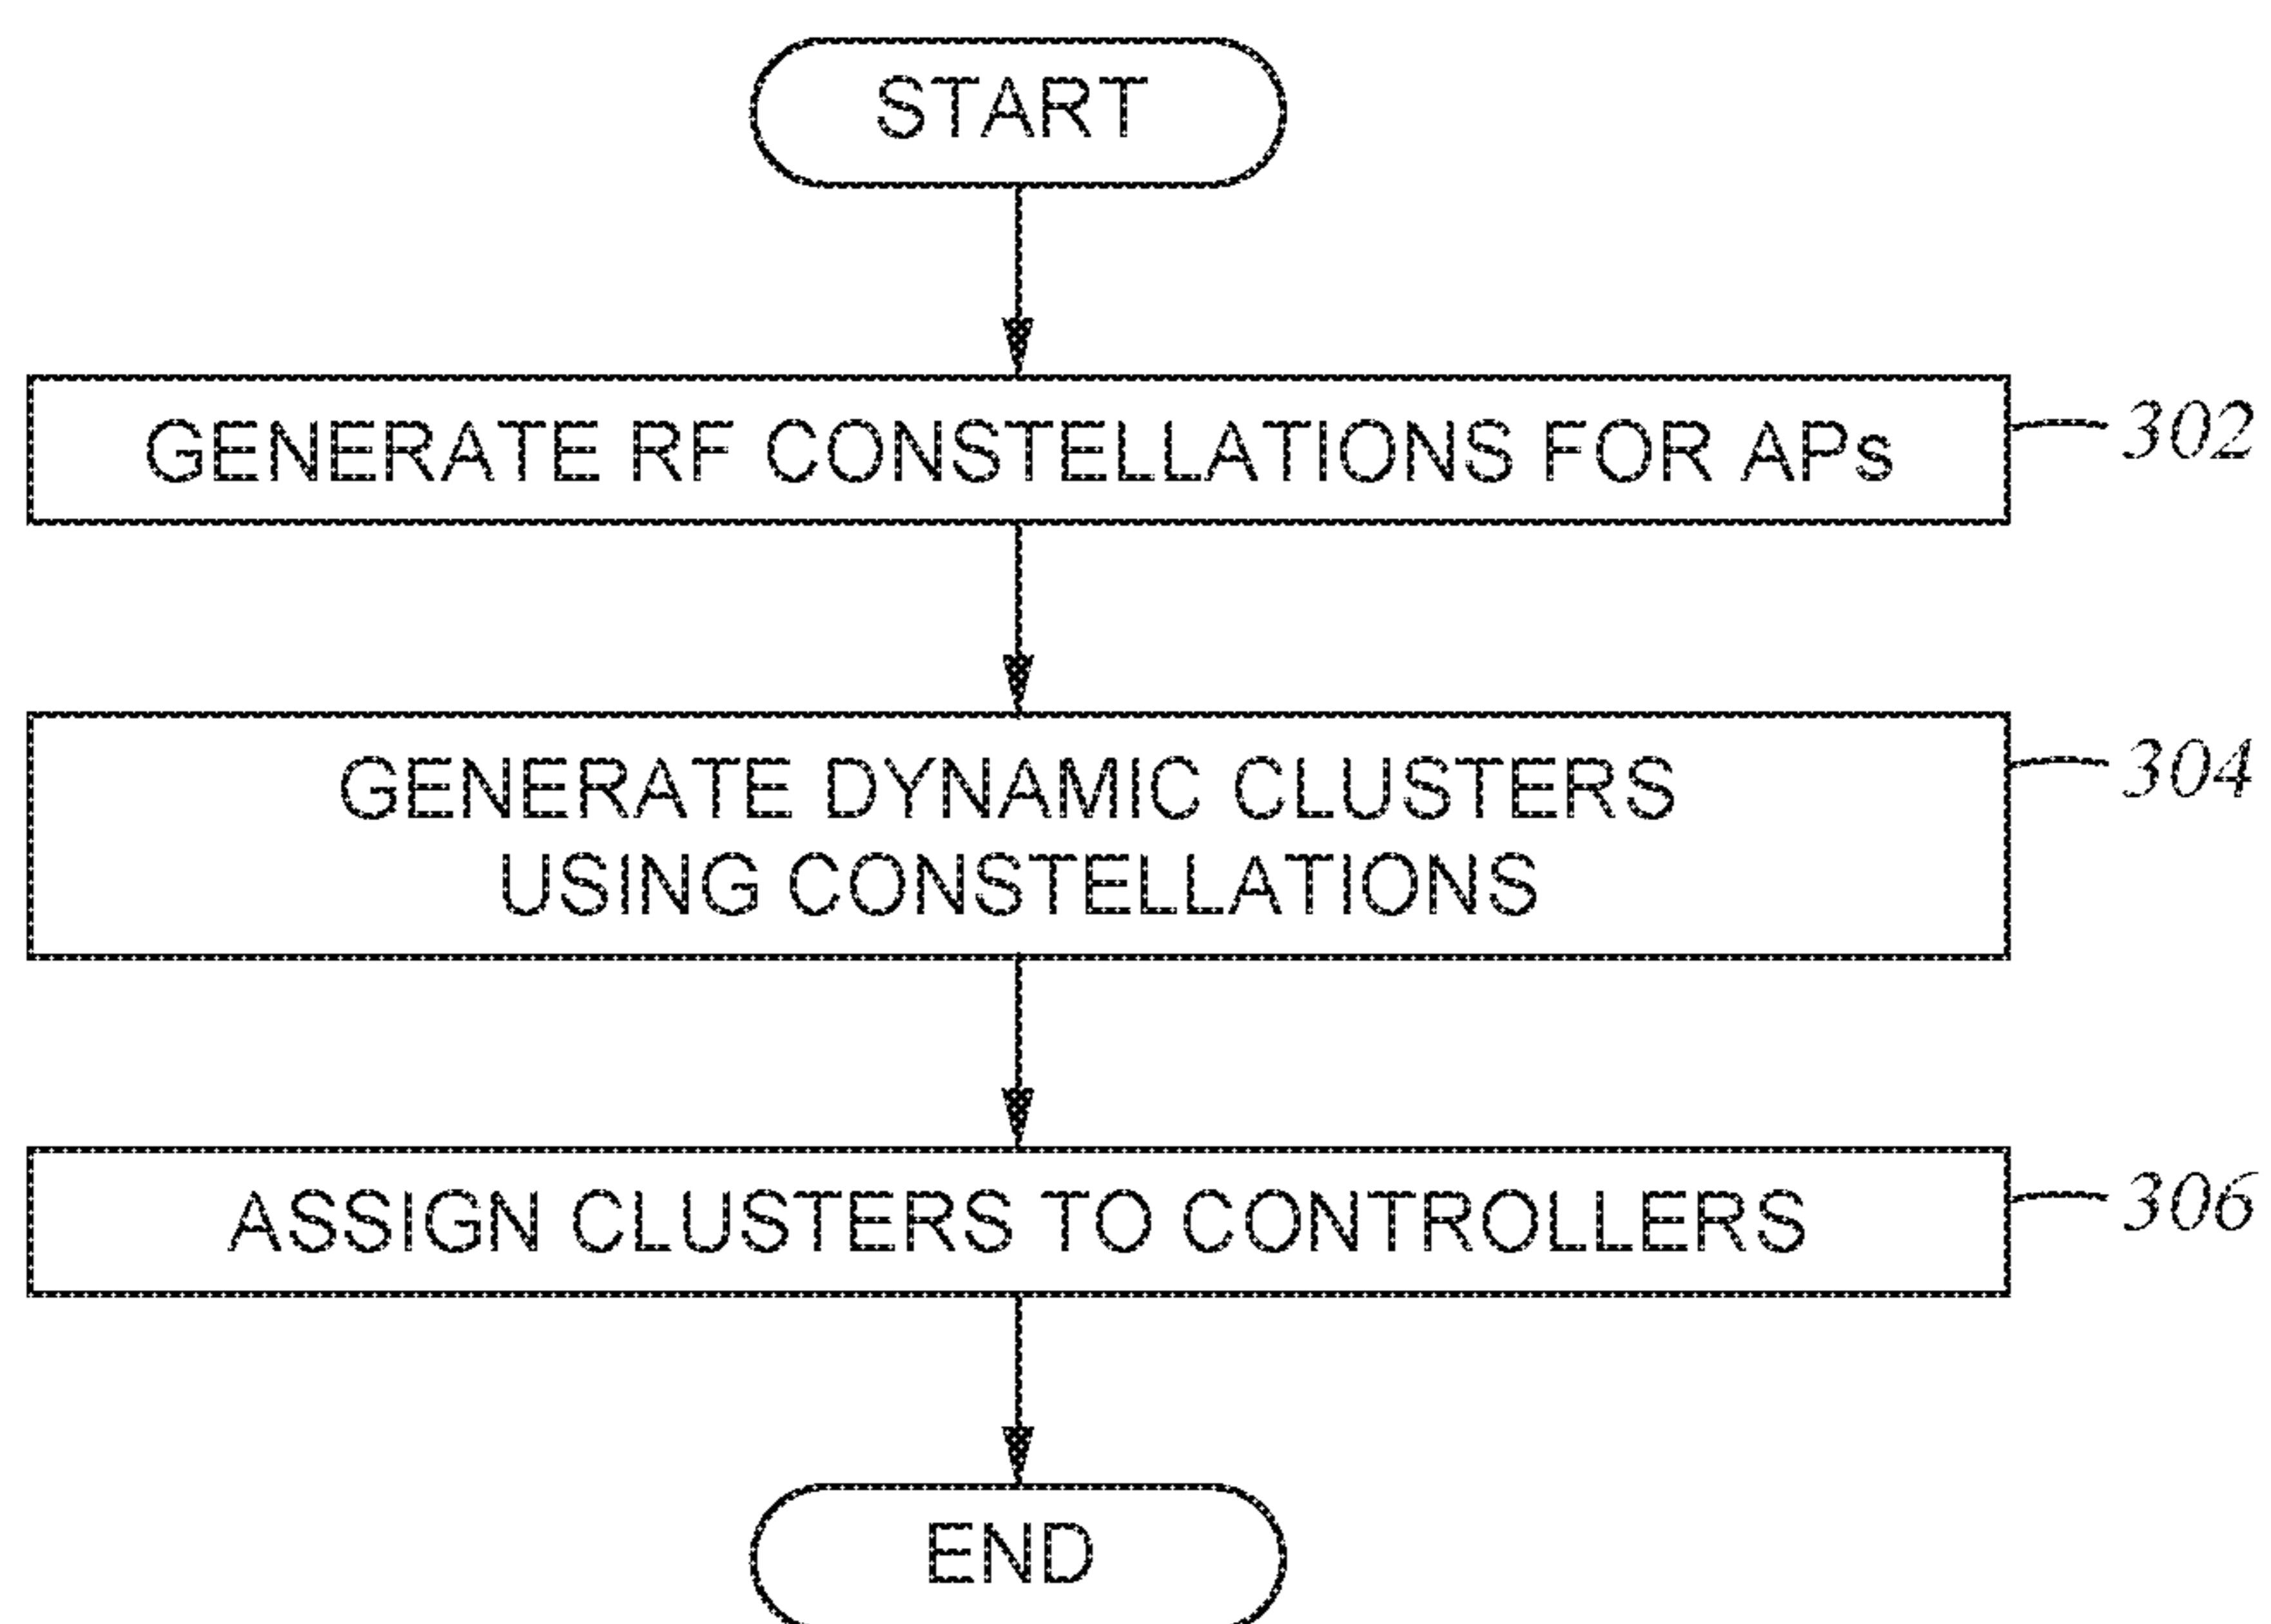 START
GENERATE RF CONSTELLATIONS FOR APs
302
GENERATE DYNAMIC CLUSTERS
USING CONSTELLATIONS
304
ASSIGN CLUSTERS TO CONTROLLERS
306
END